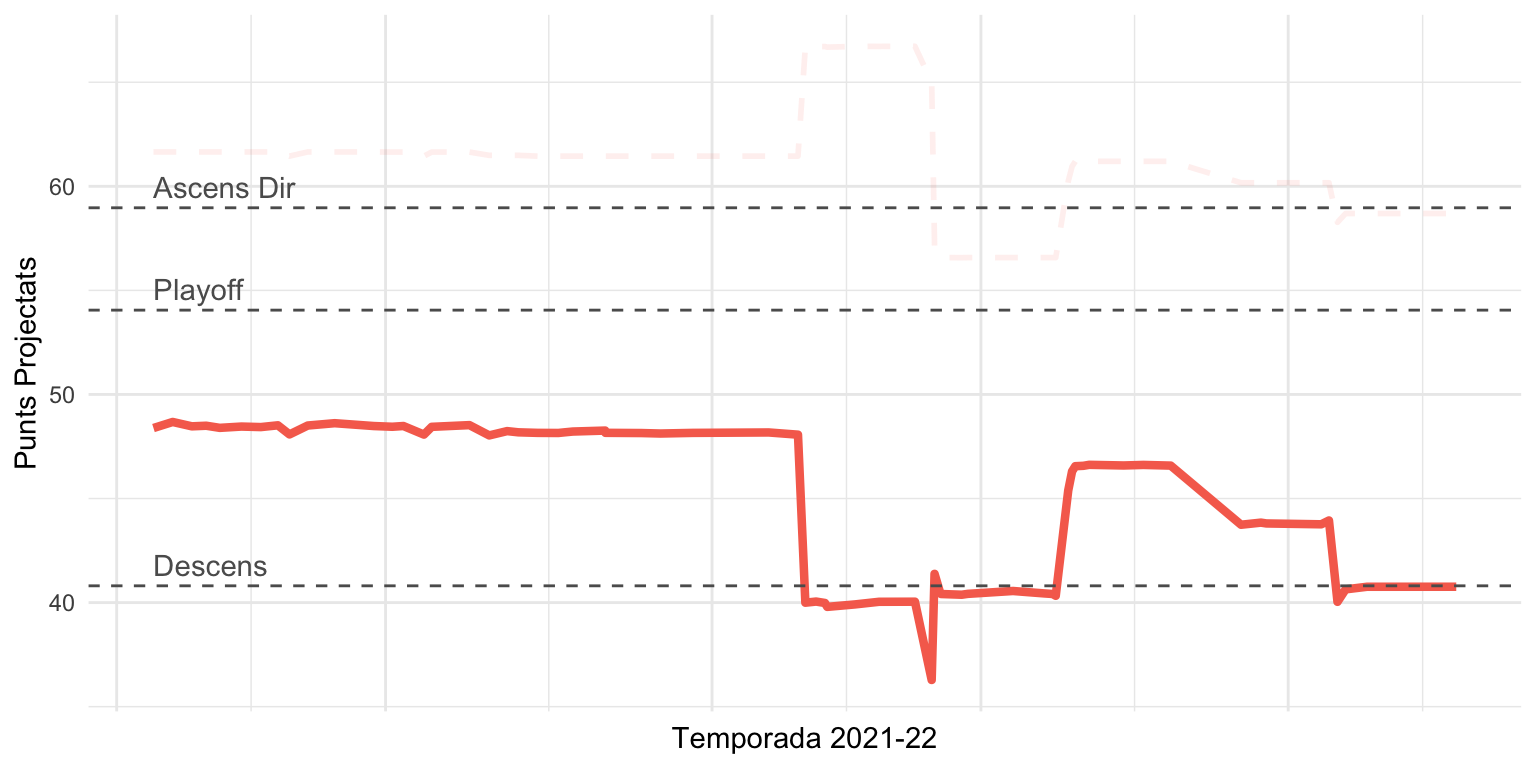 60
Ascens Dir
Playoff
50
Descens
40
Punts Projectats
Temporada 2021-22